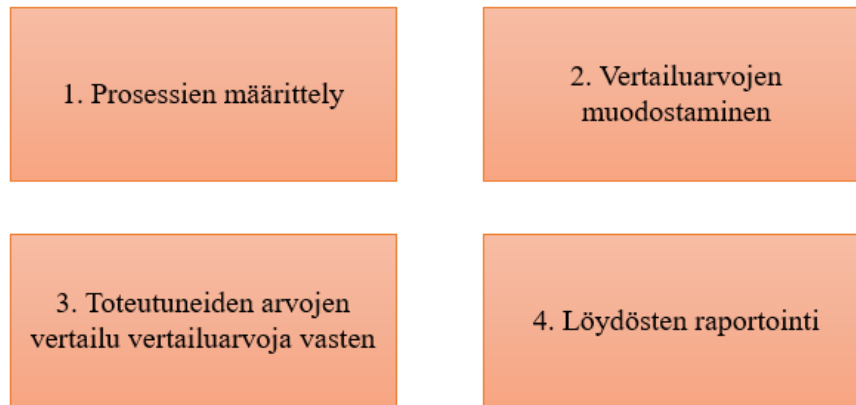 1. Prosessien määrittely
2. Vertailuarvojen
muodostaminen
3. Toteutuneiden arvojen
vertailu vertailuarvoja vasten
4. Löydösten raportointi